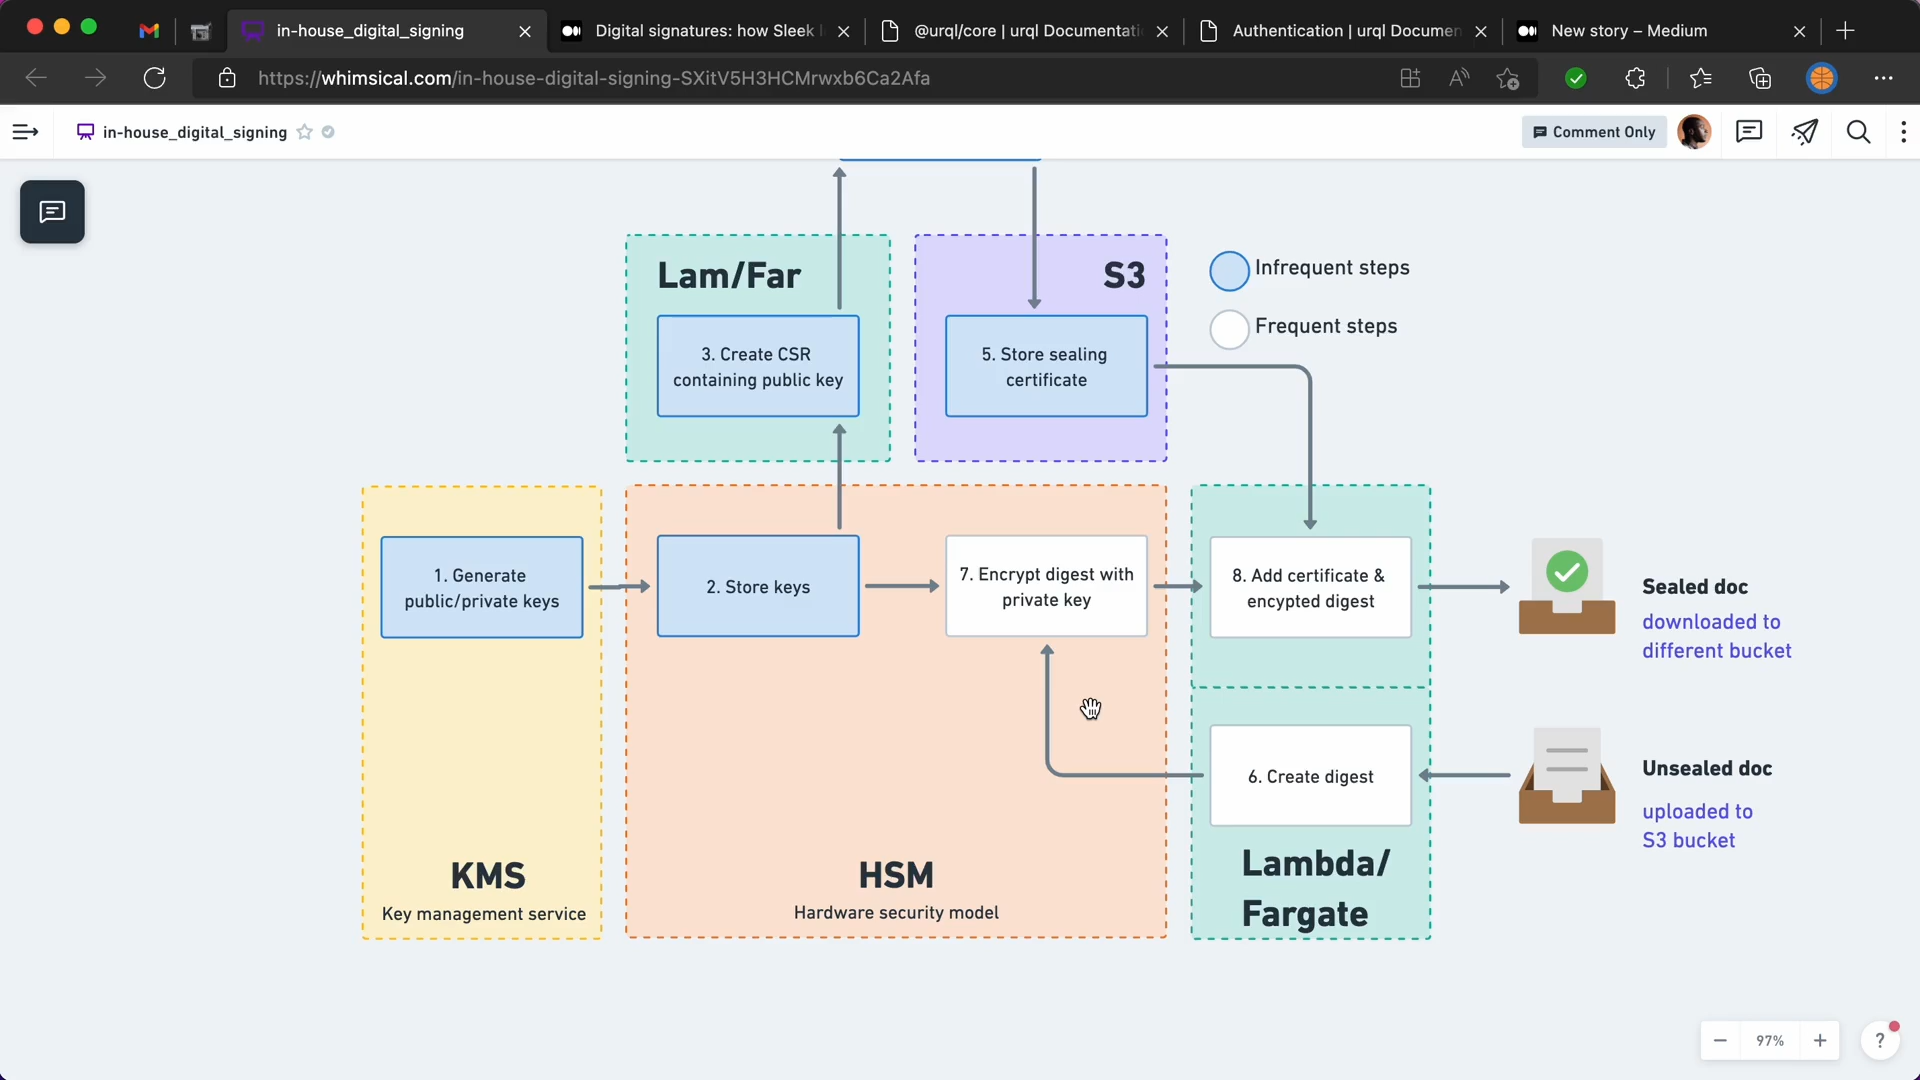 in-house_digital_signing
Digital signatures: how Sleek
@urql/core | urql Documentati
Authentication | urql Documen
New story – Medium
https://whimsical.com/in-house-digital-signing-SXitV5H3HCMrwxb6Ca2Afa
in-house_digital_signing
Comment Only
Lam/Far
S3
Infrequent steps
Frequent steps
3. Create CSR
containing public key
5. Store sealing
certificate
1. Generate
public/private keys
2. Store keys
7. Encrypt digest with
private key
8. Add certificate &
encypted digest
Sealed doc
downloaded to
different bucket
6. Create digest
Unsealed doc
uploaded to
S3 bucket
KMS
Key management service
HSM
Hardware security model
Lambda/
Fargate
97%
?